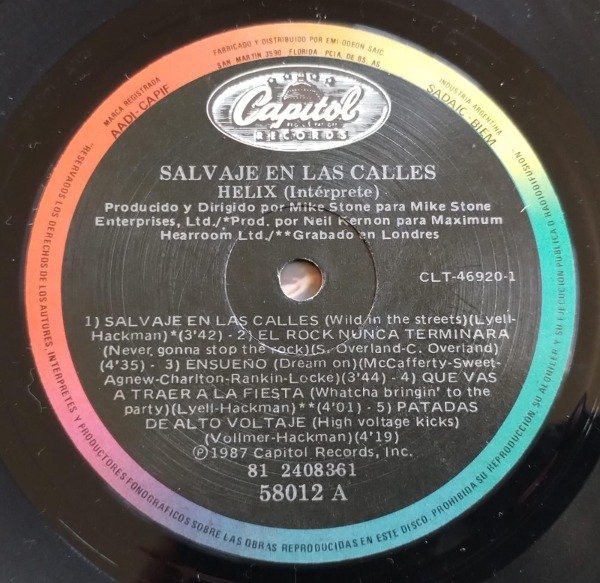 FABRICADO Y DISTRIBUIDO POR EMI-ODEON SAIC
SAN MARTIN 3590 FLORIDA PCIA. DE BS. AS.
MARCA REGISTRADA
AADI-CAPIF
INDUSTRIA ARGENTINA
SADAIC-BIEM
Capitol
RECORDS
SALVAJE EN LAS CALLES
HELIX (Intérprete)
Producido y Dirigido por Mike Stone para Mike Stone
Enterprises, Ltd./*Prod. por Neil Kernon para Maximum
Hearroom Ltd./**Grabado en Londres
CLT-46920-1
1) SALVAJE EN LAS CALLES (Wild in the streets)(Lyell-
Hackman)*(3'42) - 2) EL ROCK NUNCA TERMINARA
(Never gonna stop the rock)(S. Overland-C. Overland)
(4'35) - 3) ENSUEÑO (Dream on)(McCafferty-Sweet-
Agnew-Charlton-Rankin-Locke)(3'44) - 4) QUE VAS
A TRAER A LA FIESTA (Whatcha bringin' to the
party)(Lyell-Hackman)**(4'01) - 5) PATADAS
DE ALTO VOLTAJE (High voltage kicks)
(Vollmer-Hackman)(4'19)
Ⓟ1987 Capitol Records, Inc.
81 2408361
58012 A
RESERVADOS LOS DERECHOS DE LOS AUTORES, INTERPRETES Y PRODUCTORES FONOGRAFICOS SOBRE LAS OBRAS REPRODUCIDAS EN ESTE DISCO. PROHIBIDA SU REPRODUCCION, SU ALQUILER Y SU EJECUCION PUBLICA O RADIODIFUSION.